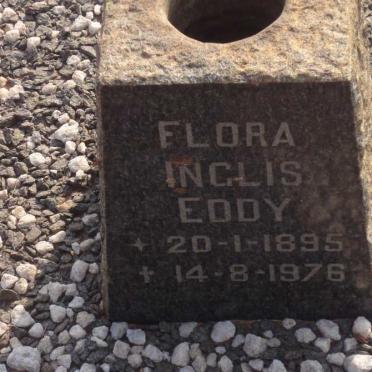 FLORA
INGLIS
EDDY
+ 20-1-1895
+ 14-8-1976